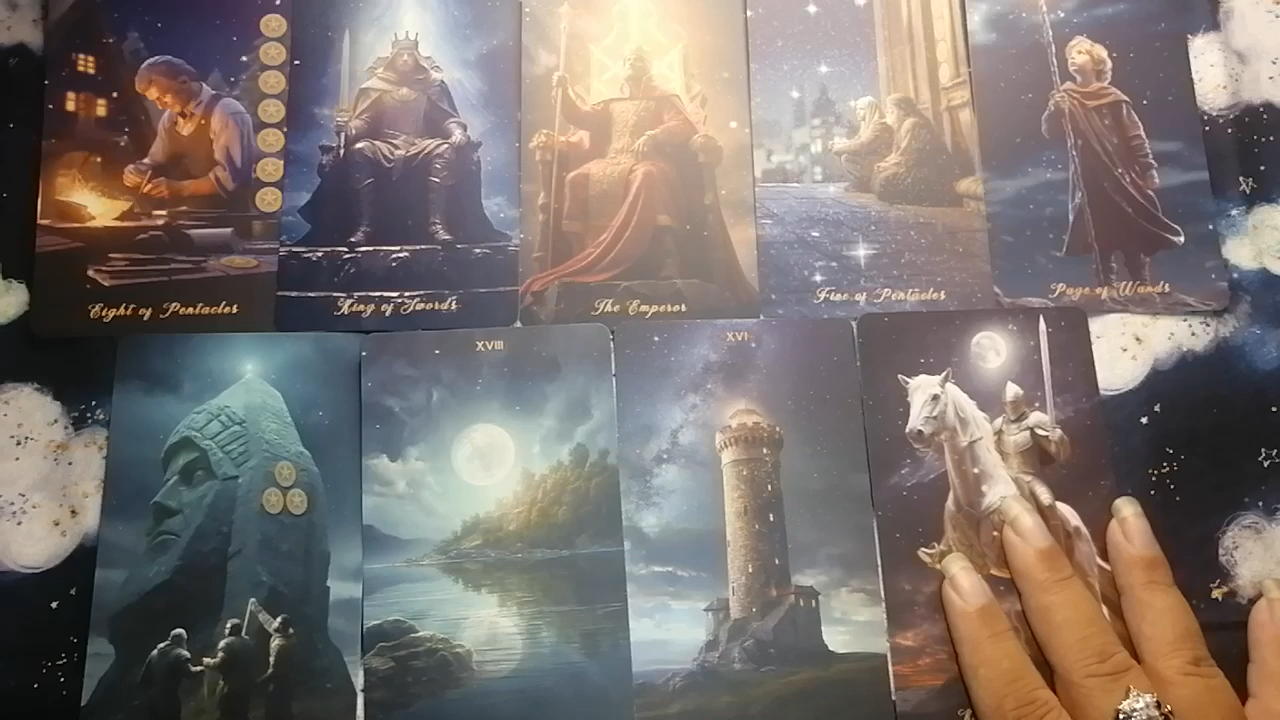 Eight of Pentacles
King of Swords
The Emperor
Five of Pentacles
Page of Wands
XVIII
XVI